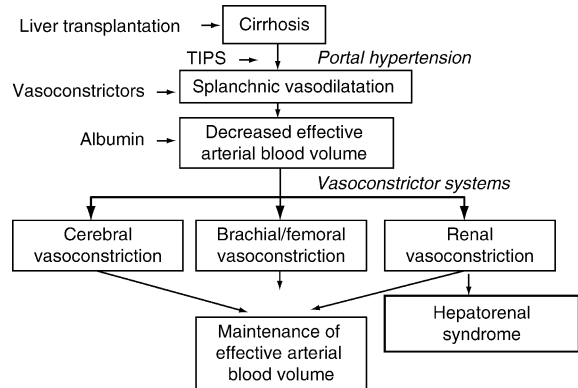 Liver transplantation
Cirrhosis
TIPS
Portal hypertension
Vasoconstrictors
Splanchnic vasodilatation
Albumin
Decreased effective
arterial blood volume
Vasoconstrictor systems
Cerebral
vasoconstriction
Brachial/femoral
vasoconstriction
Renal
vasoconstriction
Hepatorenal
syndrome
Maintenance of
effective arterial
blood volume